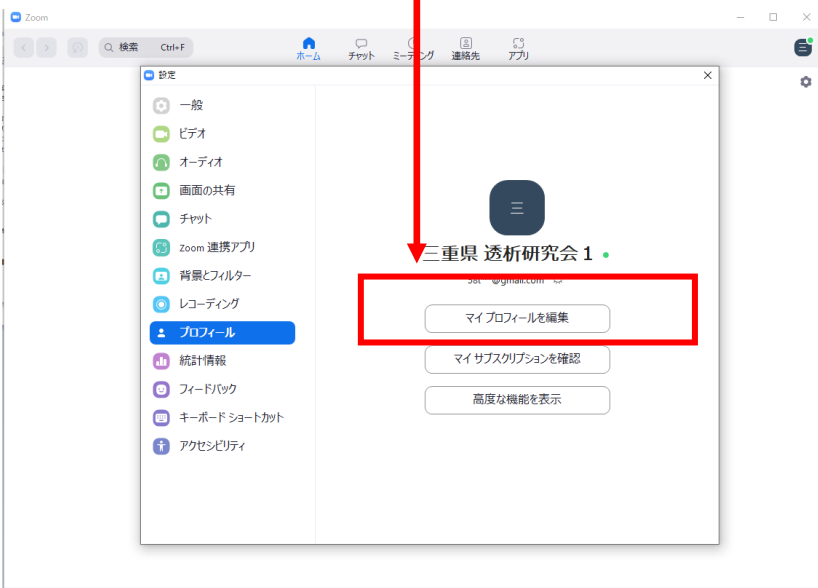 Zoom
検索 Ctrl+F
ホーム チャット ミーティング 連絡先 アプリ
三
設定
一般
ビデオ
オーディオ
画面の共有
チャット
Zoom 連携アプリ
背景とフィルター
レコーディング
プロフィール
統計情報
フィードバック
キーボード ショートカット
アクセシビリティ
三
三重県 透析研究会 1
@gmail.com
マイ プロフィールを編集
マイ サブスクリプションを確認
高度な機能を表示